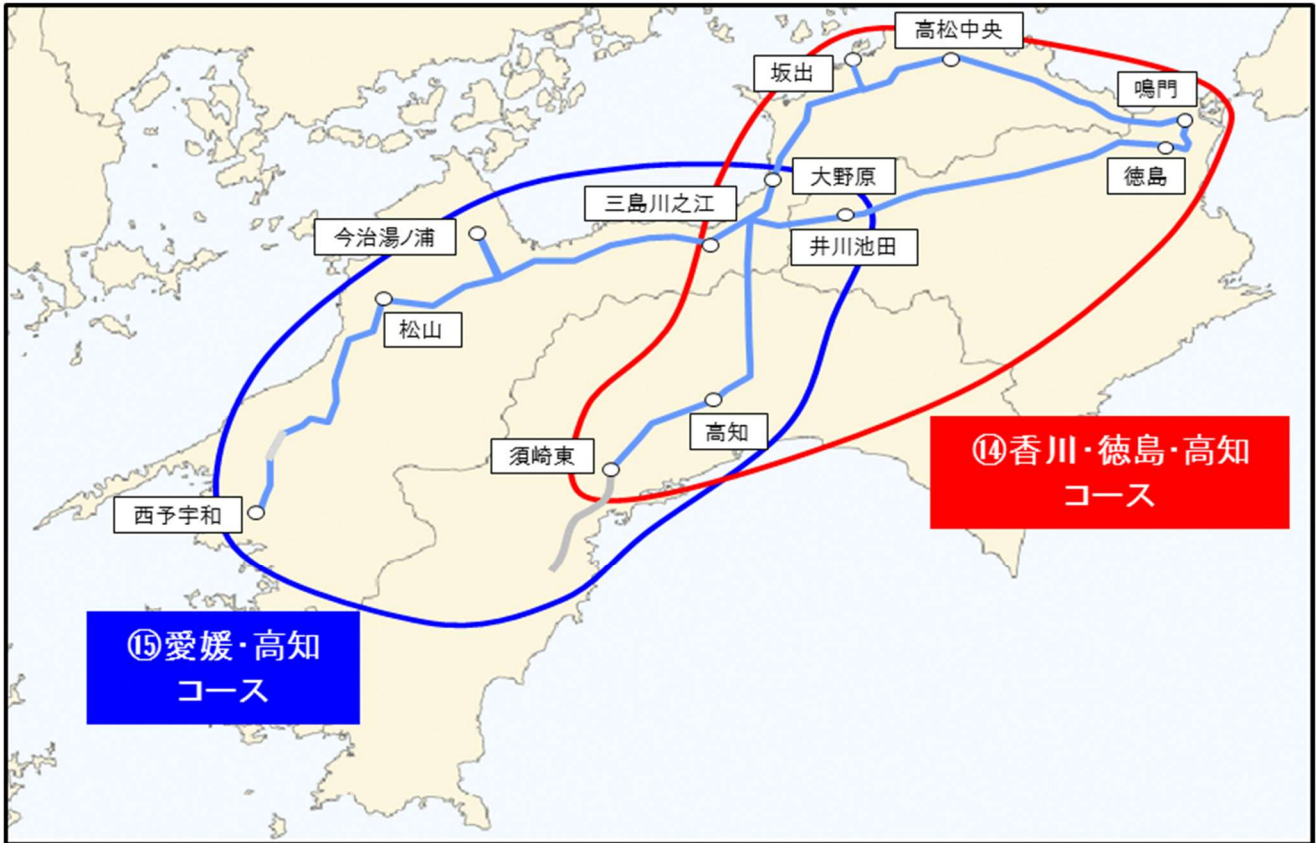 高松中央
坂出
鳴門
大野原
徳島
三島川之江
今治湯ノ浦
井川池田
松山
高知
須崎東
⑭香川・徳島・高知
コース
西予宇和
⑮愛媛・高知
コース